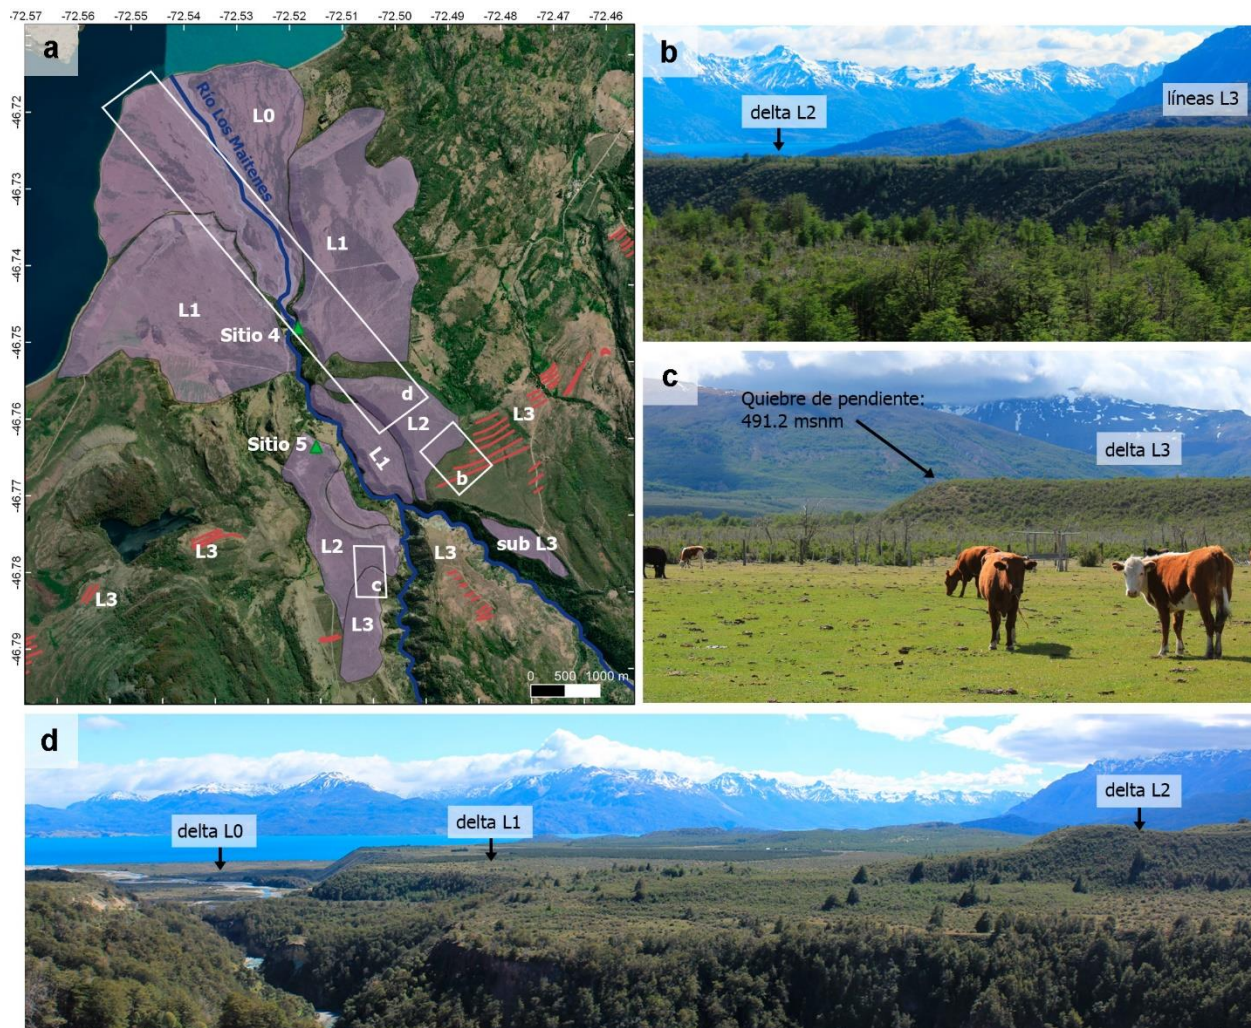 -72.57 -72.55 -72.54 -72.53 -72.52 -72.51 -72.50 -72.49 -72.48 -72.46
a
-46.72
-46.73
-46.74
-46.75
-46.76
-46.77
-46.78
-46.79
Río Los Maitenes
L0
L1
L1
Sitio 4
d
L2
L3
Sitio 5
L1
b
L2
L3
L3
sub L3
c
L3
L3
0 500 1000 m
b
delta L2
líneas L3
c
Quiebre de pendiente:
491.2 msnm
delta L3
d
delta L0
delta L1
delta L2